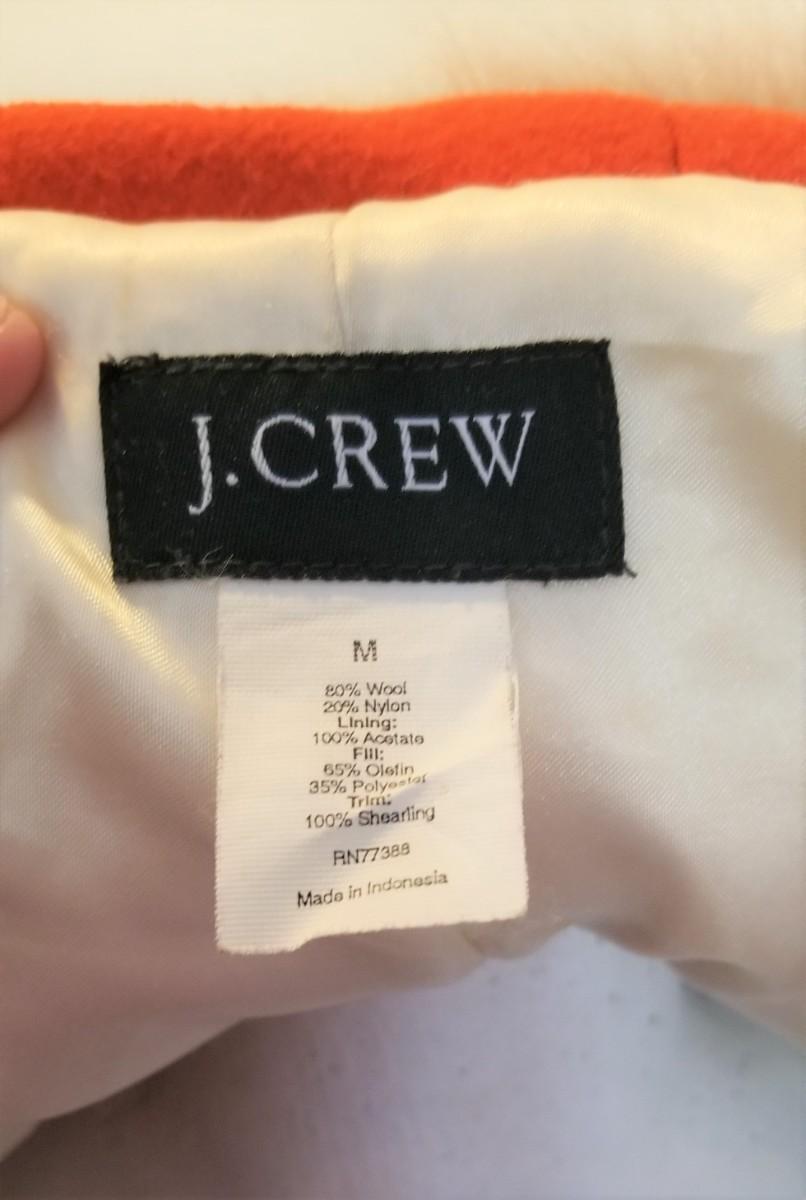 J.CREW
M
80% Wool
20% Nylon
Lining:
100% Acetate
Fill:
65% Olefin
35% Polyester
Trim:
100% Shearling
RN77388
Made in Indonesia